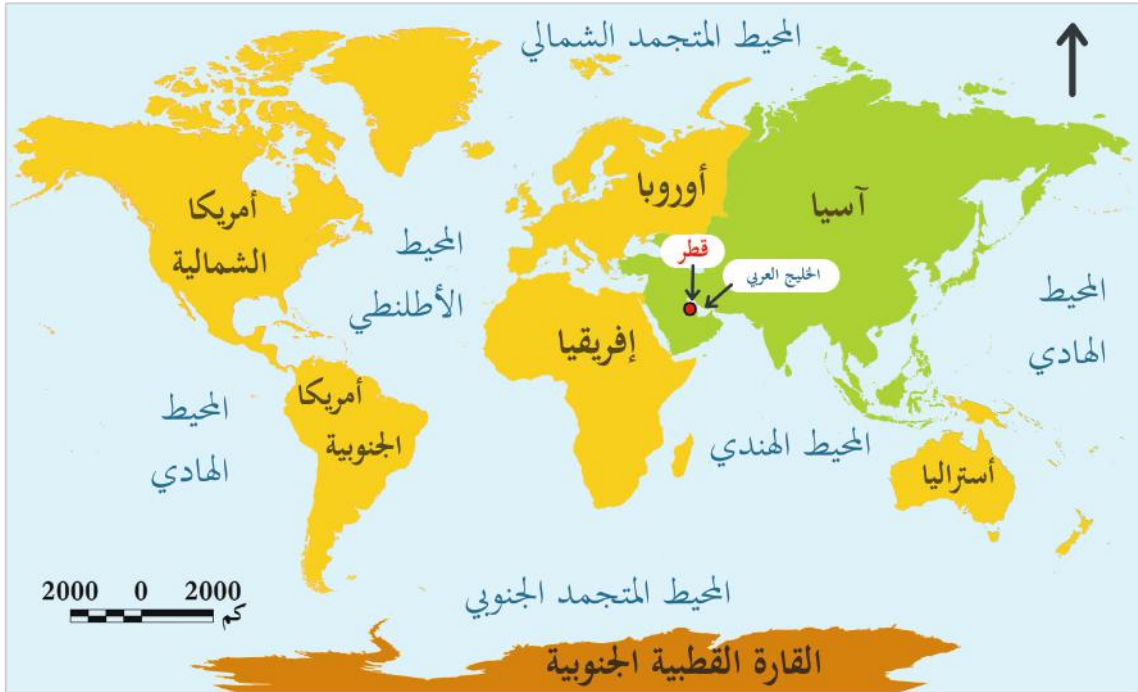 المحيط المتجمد الشمالي
أمريكا
الشمالية
المحيط
الأطلنطي
أوروبا
آسيا
قطر
الخليج العربي
إفريقيا
المحيط
الهادي
أمريكا
الجنوبية
المحيط
الهادي
المحيط الهندي
أستراليا
2000 0 2000
كم
المحيط المتجمد الجنوبي
القارة القطبية الجنوبية